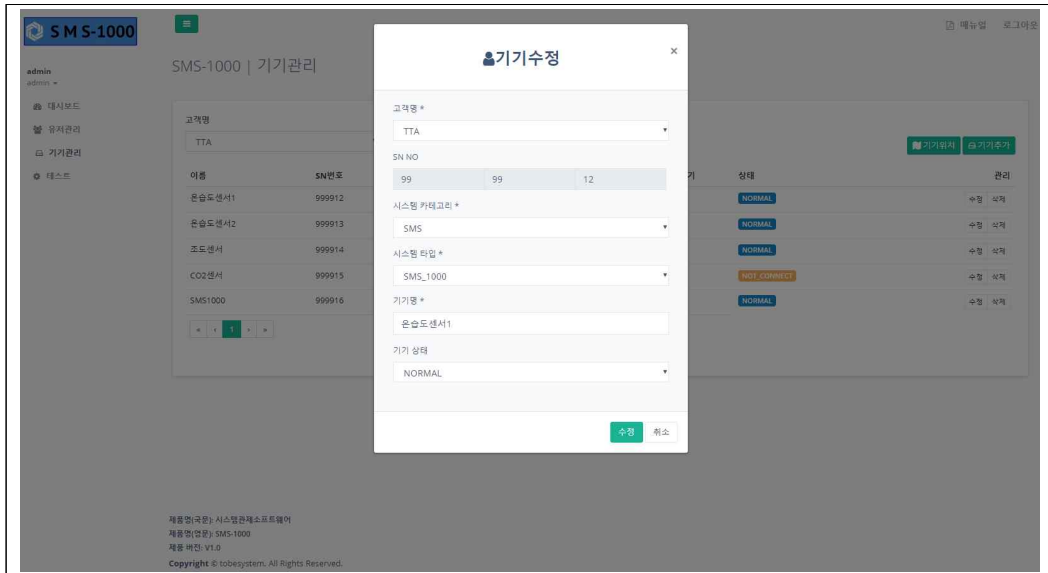 SMS-1000
매뉴얼 로그아웃
admin
admin
SMS-1000 | 기기관리
대시보드
유저관리
기기관리
테스트
고객명
TTA
기기위치 기기추가
이름 SN번호 기 상태 관리
온습도센서1 999912 NORMAL 수정 삭제
온습도센서2 999913 NORMAL 수정 삭제
조도센서 999914 NORMAL 수정 삭제
CO2센서 999915 NOT_CONNECT 수정 삭제
SMS1000 999916 NORMAL 수정 삭제
« ‹ 1 › »
기기수정 ×
고객명 *
TTA
SN NO
99 99 12
시스템 카테고리 *
SMS
시스템 타입 *
SMS_1000
기기명 *
온습도센서1
기기 상태
NORMAL
수정 취소
제품명(국문): 시스템관제소프트웨어
제품명(영문): SMS-1000
제품 버전: V1.0
Copyright © tobesystem. All Rights Reserved.